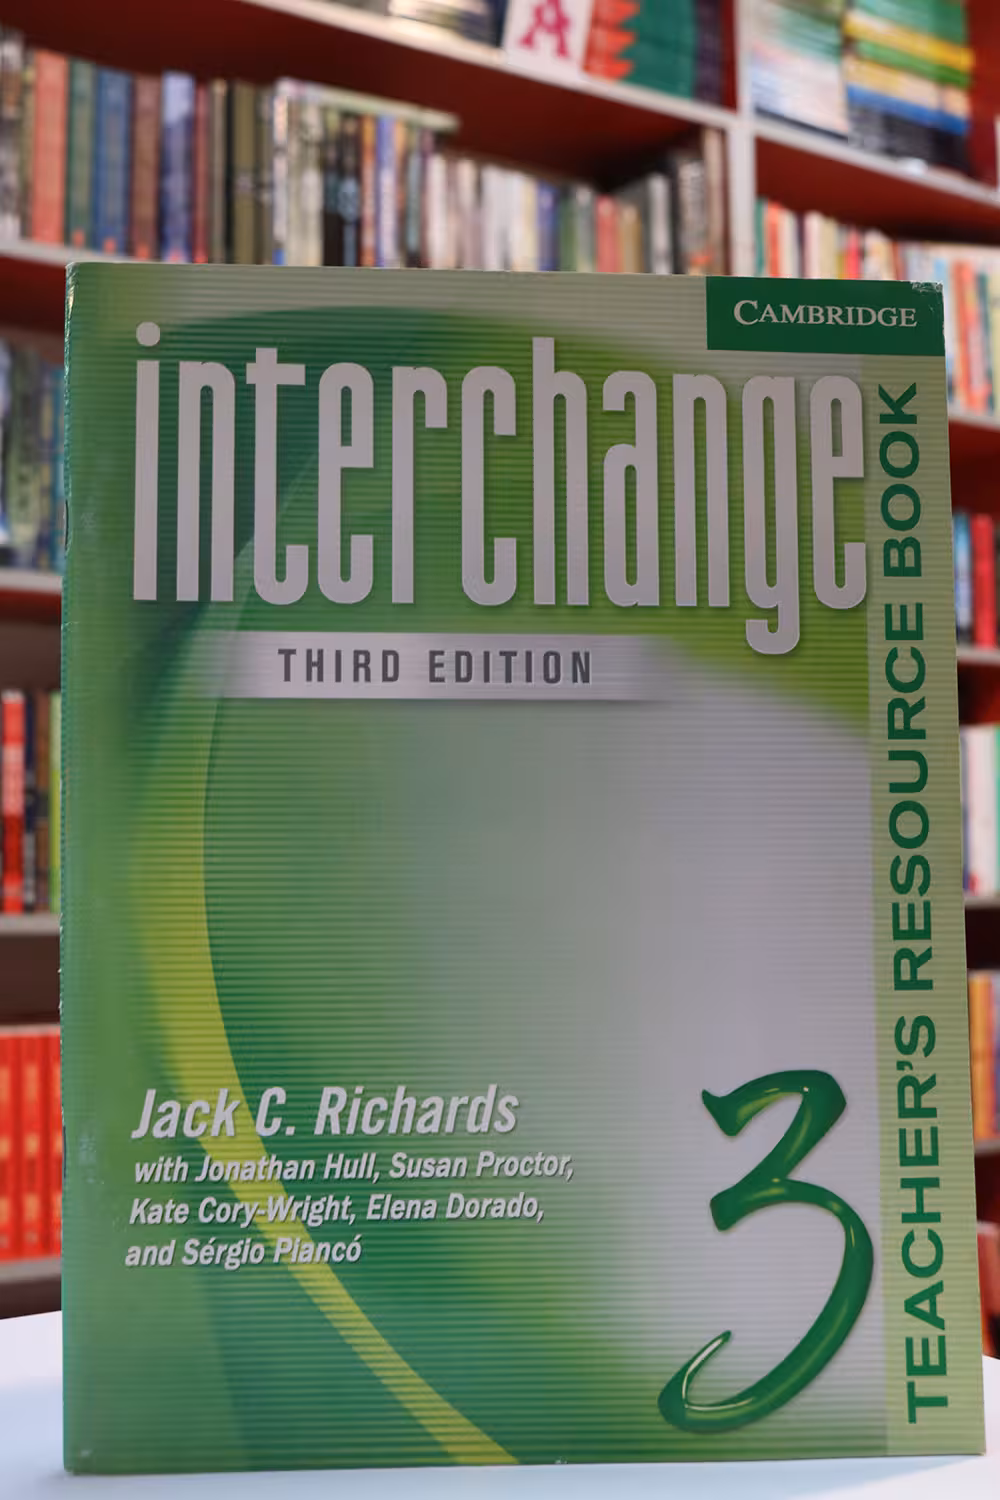 CAMBRIDGE
interchange
THIRD EDITION
Jack C. Richards
with Jonathan Hull, Susan Proctor,
Kate Cory-Wright, Elena Dorado,
and Sérgio Piancó
3
TEACHER'S RESOURCE BOOK
A